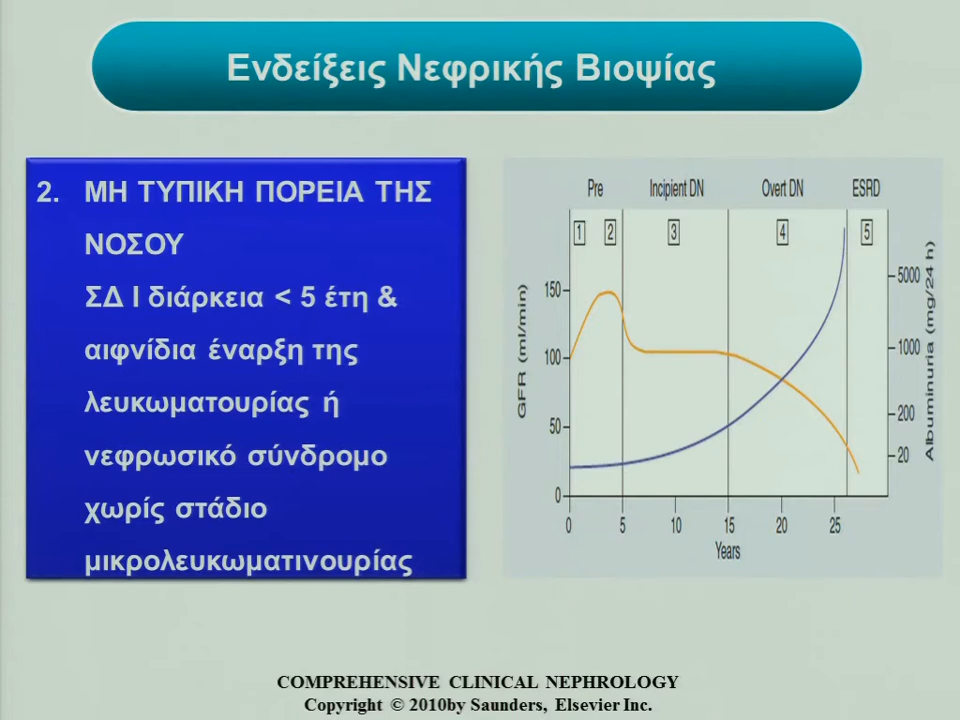 Ενδείξεις Νεφρικής Βιοψίας
2. ΜΗ ΤΥΠΙΚΗ ΠΟΡΕΙΑ ΤΗΣ
ΝΟΣΟΥ
ΣΔ Ι διάρκεια < 5 έτη &
αιφνίδια έναρξη της
λευκωματουρίας ή
νεφρωσικό σύνδρομο
χωρίς στάδιο
μικρολευκωματινουρίας
Pre Incipient DN Overt DN ESRD
1 2 3 4 5
GFR (ml/min)
150
100
50
0
5000
1000
200
20
Albuminuria (mg/24 h)
0 5 10 15 20 25
Years
COMPREHENSIVE CLINICAL NEPHROLOGY
Copyright © 2010by Saunders, Elsevier Inc.